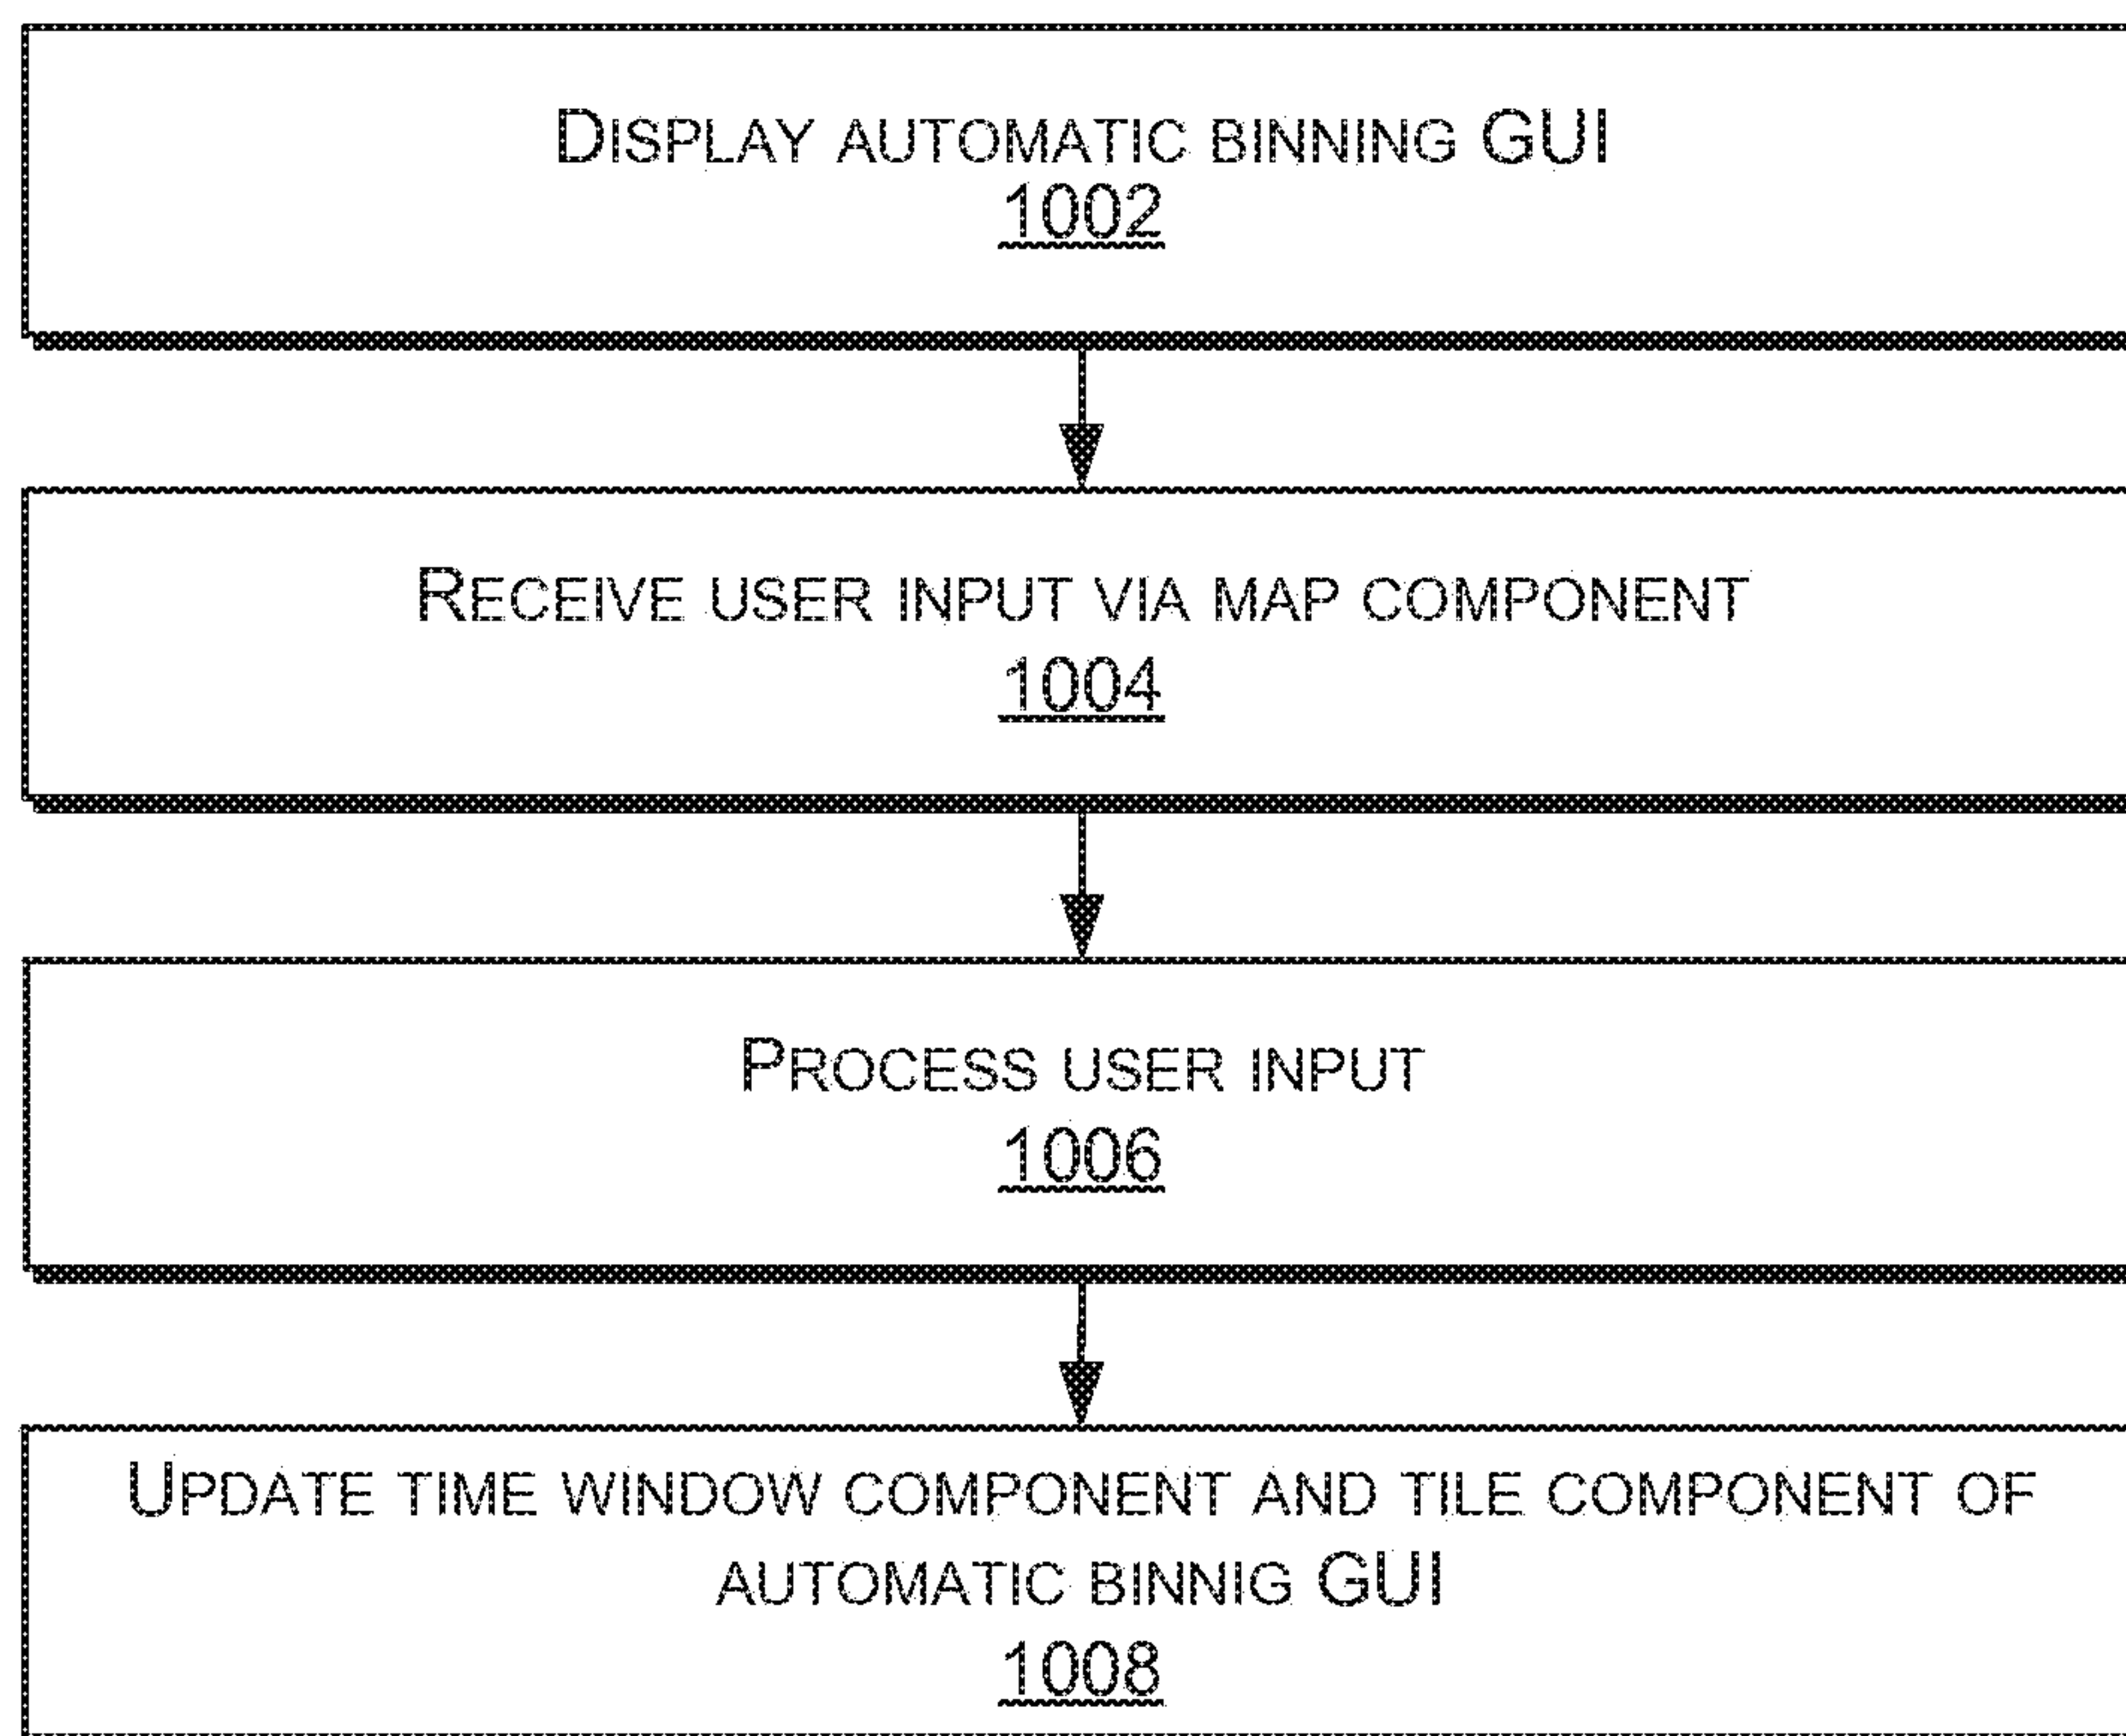 DISPLAY AUTOMATIC BINNING GUI
1002
RECEIVE USER INPUT VIA MAP COMPONENT
1004
PROCESS USER INPUT
1006
UPDATE TIME WINDOW COMPONENT AND TILE COMPONENT OF
AUTOMATIC BINNIG GUI
1008